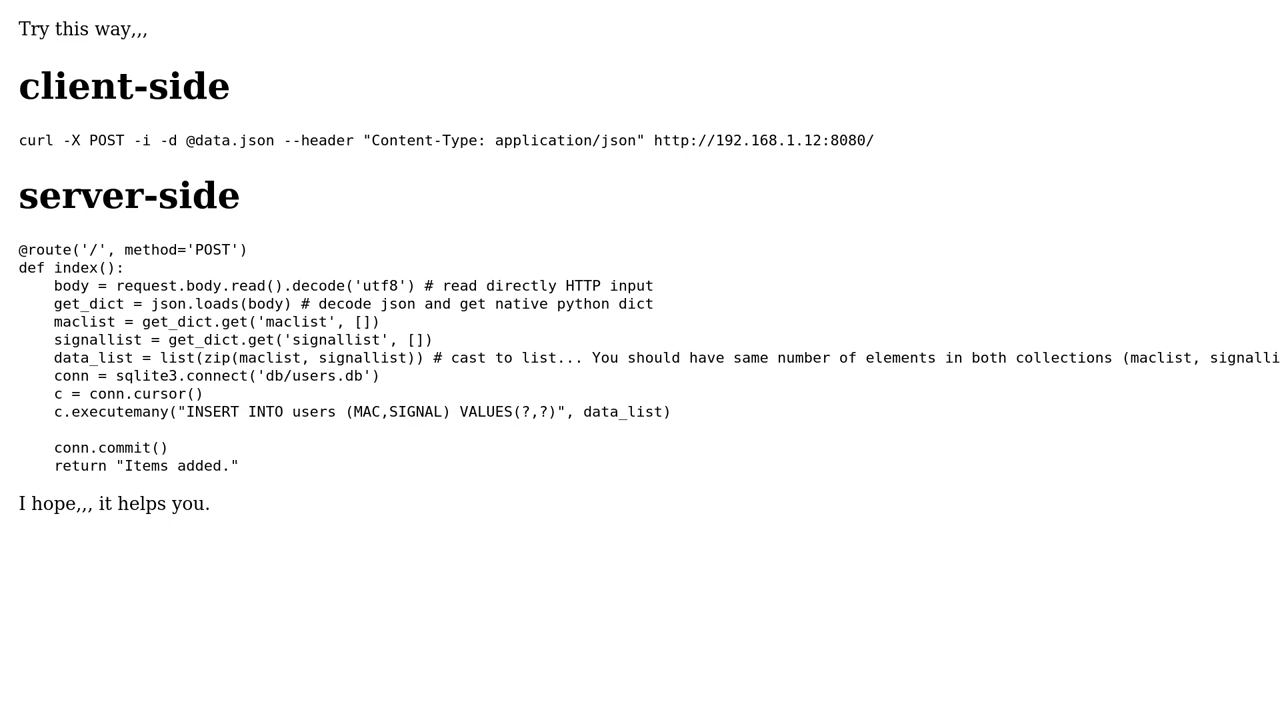 Try this way,,,
client-side
curl -X POST -i -d @data.json --header "Content-Type: application/json" http://192.168.1.12:8080/
server-side
@route('/', method='POST')
def index():
    body = request.body.read().decode('utf8') # read directly HTTP input
    get_dict = json.loads(body) # decode json and get native python dict
    maclist = get_dict.get('maclist', [])
    signallist = get_dict.get('signallist', [])
    data_list = list(zip(maclist, signallist)) # cast to list... You should have same number of elements in both collections (maclist, signalli
    conn = sqlite3.connect('db/users.db')
    c = conn.cursor()
    c.executemany("INSERT INTO users (MAC,SIGNAL) VALUES(?,?)", data_list)
    conn.commit()
    return "Items added."
I hope,,, it helps you.